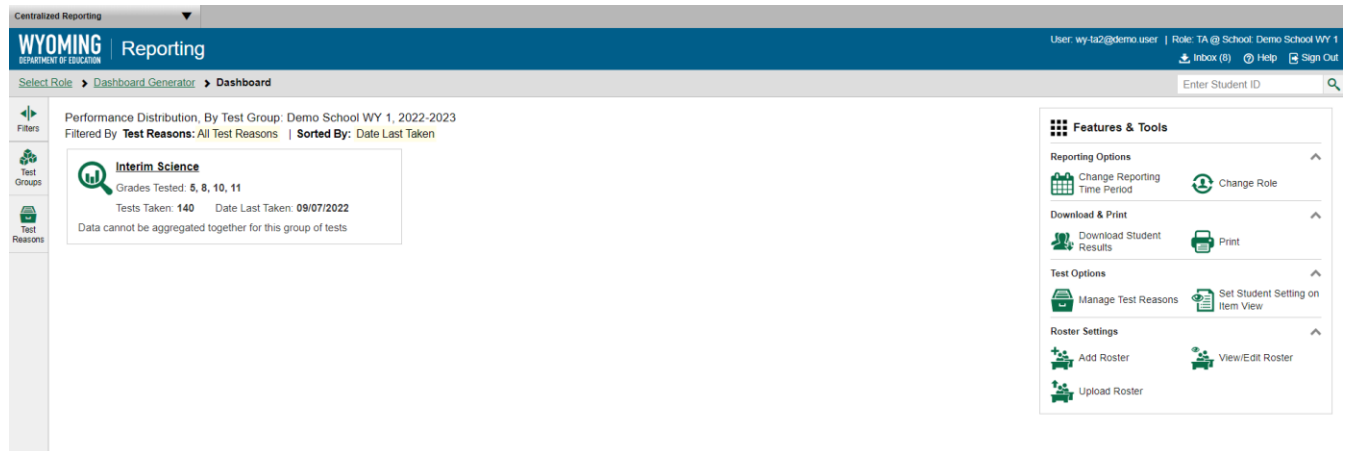 Centralized Reporting
User: wy-ta2@demo.user | Role: TA @ School: Demo School WY 1
WYOMING
DEPARTMENT OF EDUCATION
Reporting
Inbox (8) Help Sign Out
Select Role > Dashboard Generator > Dashboard
Enter Student ID
Filters
Test
Groups
Test
Reasons
Performance Distribution, By Test Group: Demo School WY 1, 2022-2023
Filtered By Test Reasons: All Test Reasons | Sorted By: Date Last Taken
Interim Science
Grades Tested: 5, 8, 10, 11
Tests Taken: 140 Date Last Taken: 09/07/2022
Data cannot be aggregated together for this group of tests
Features & Tools
Reporting Options
Change Reporting
Time Period
Change Role
Download & Print
Download Student
Results
Print
Test Options
Manage Test Reasons
Set Student Setting on
Item View
Roster Settings
Add Roster
View/Edit Roster
Upload Roster